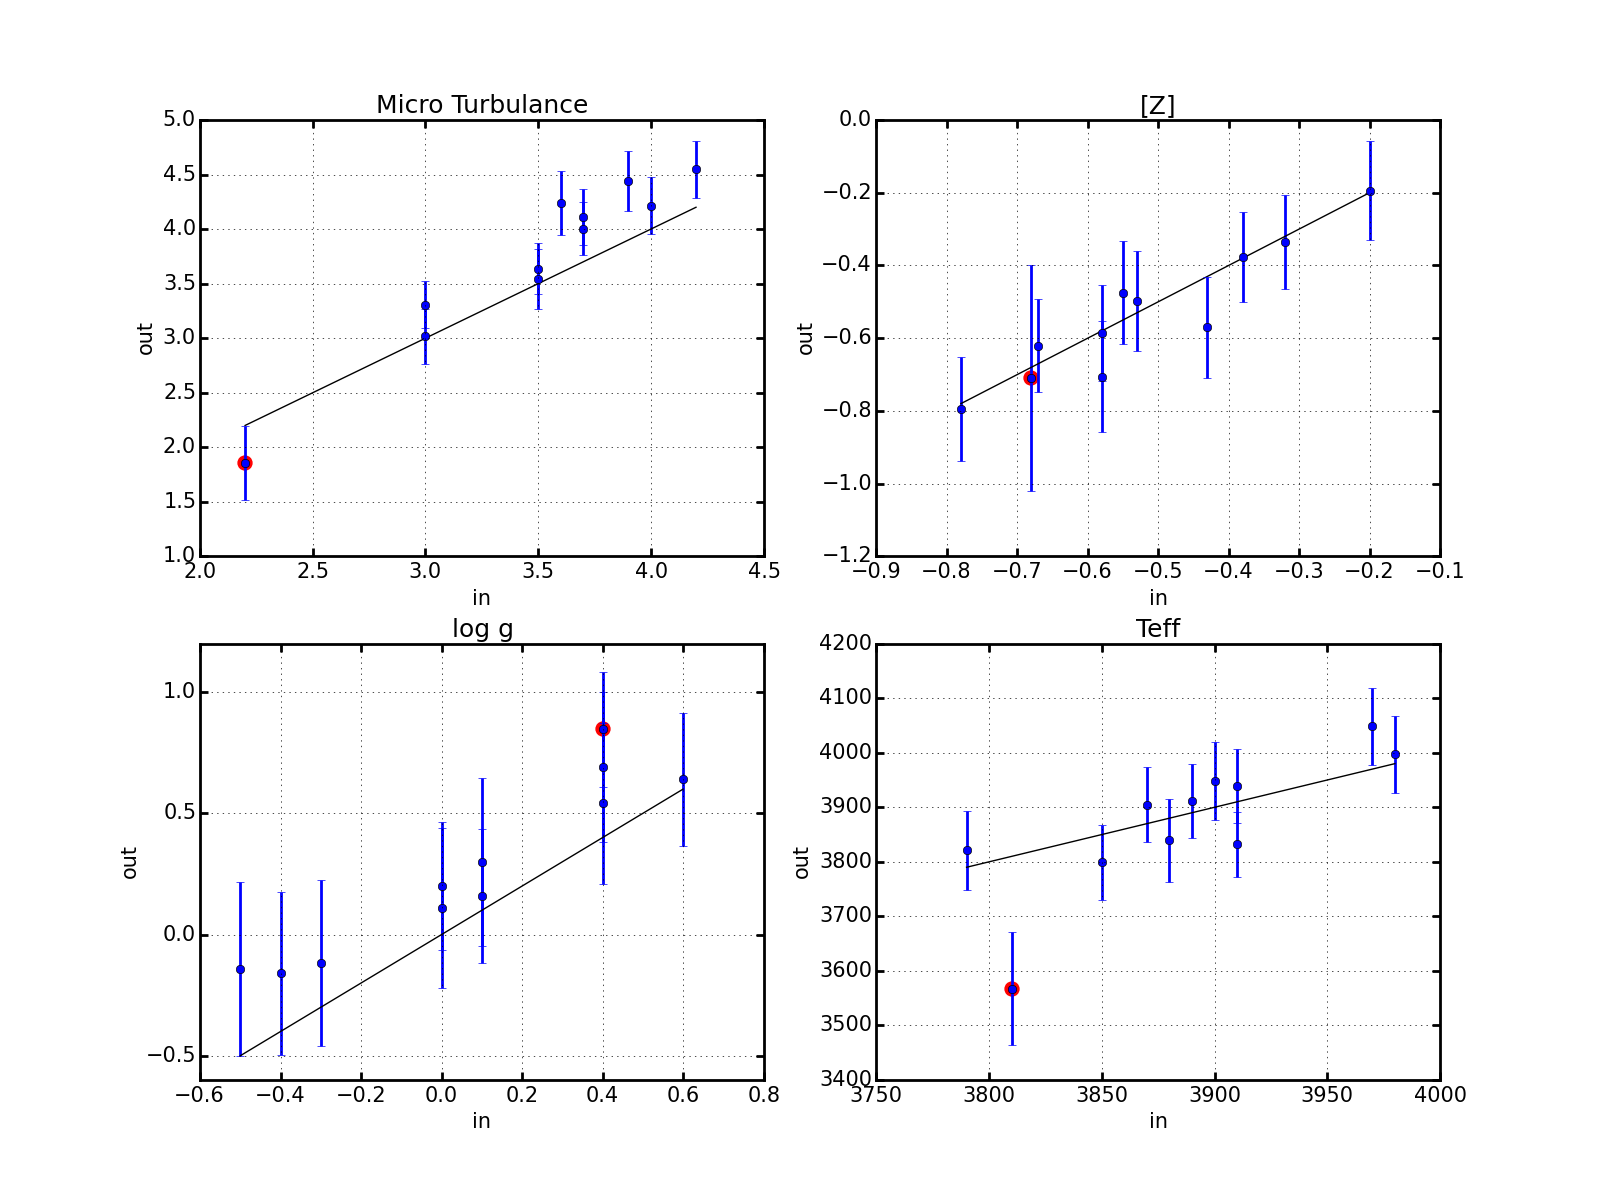 Micro Turbulance
5.0
4.5
4.0
3.5
3.0
2.5
2.0
1.5
1.0
out
2.0 2.5 3.0 3.5 4.0 4.5
in
[Z]
0.0
−0.2
−0.4
−0.6
−0.8
−1.0
−1.2
out
−0.9 −0.8 −0.7 −0.6 −0.5 −0.4 −0.3 −0.2 −0.1
in
log g
1.0
0.5
0.0
−0.5
out
−0.6 −0.4 −0.2 0.0 0.2 0.4 0.6 0.8
in
Teff
4200
4100
4000
3900
3800
3700
3600
3500
3400
out
3750 3800 3850 3900 3950 4000
in